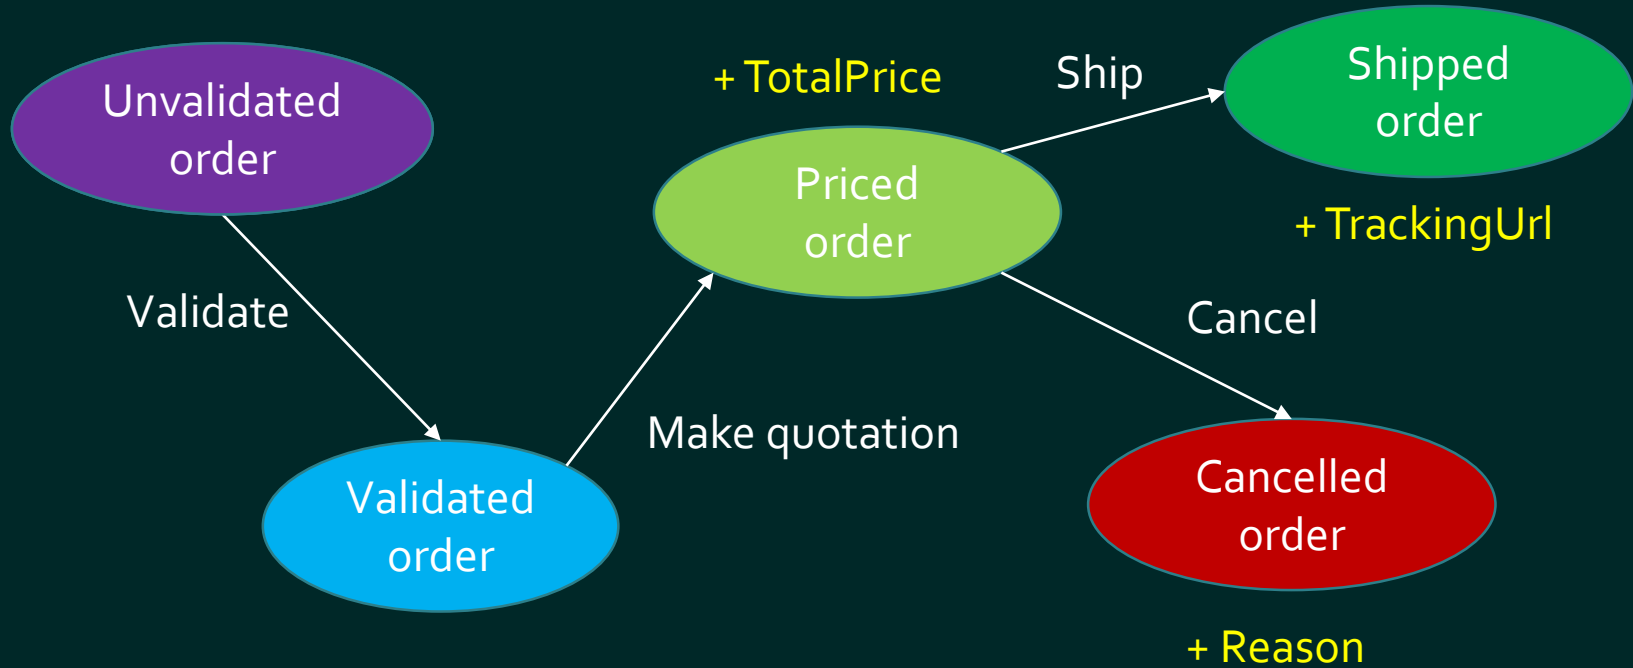 Unvalidated
order
Validate
Validated
order
Make quotation
+ TotalPrice
Priced
order
Ship
Shipped
order
+ TrackingUrl
Cancel
Cancelled
order
+ Reason